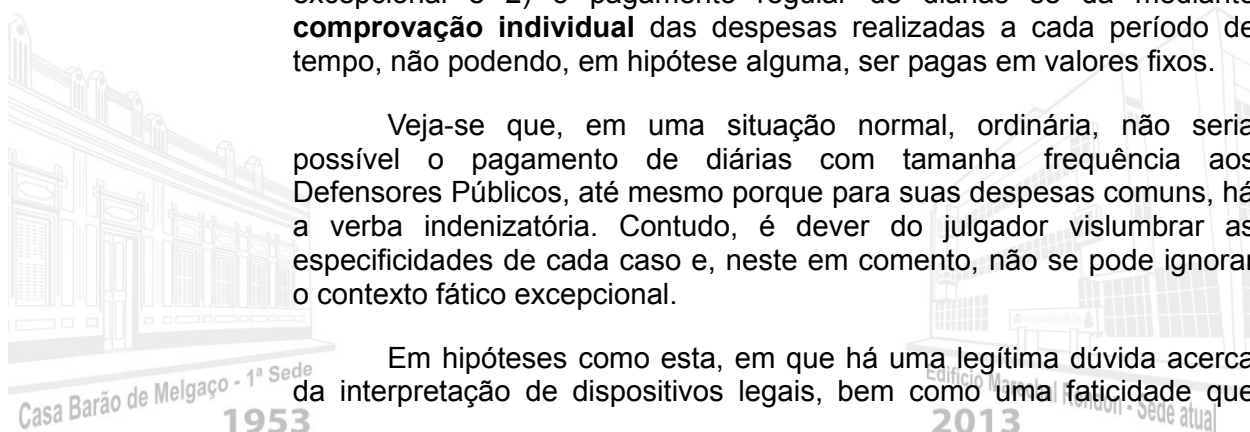 excepcional e 2) o pagamento regular de diárias se dá mediante
comprovação individual das despesas realizadas a cada período de
tempo, não podendo, em hipótese alguma, ser pagas em valores fixos.
Veja-se que, em uma situação normal, ordinária, não seria
possível o pagamento de diárias com tamanha frequência aos
Defensores Públicos, até mesmo porque para suas despesas comuns, há
a verba indenizatória. Contudo, é dever do julgador vislumbrar as
especificidades de cada caso e, neste em comento, não se pode ignorar
o contexto fático excepcional.
Em hipóteses como esta, em que há uma legítima dúvida acerca
da interpretação de dispositivos legais, bem como uma faticidade que
Casa Barão de Melgaço - 1ª Sede
1953
Edifício Marechal Rondon - Sede atual
2013